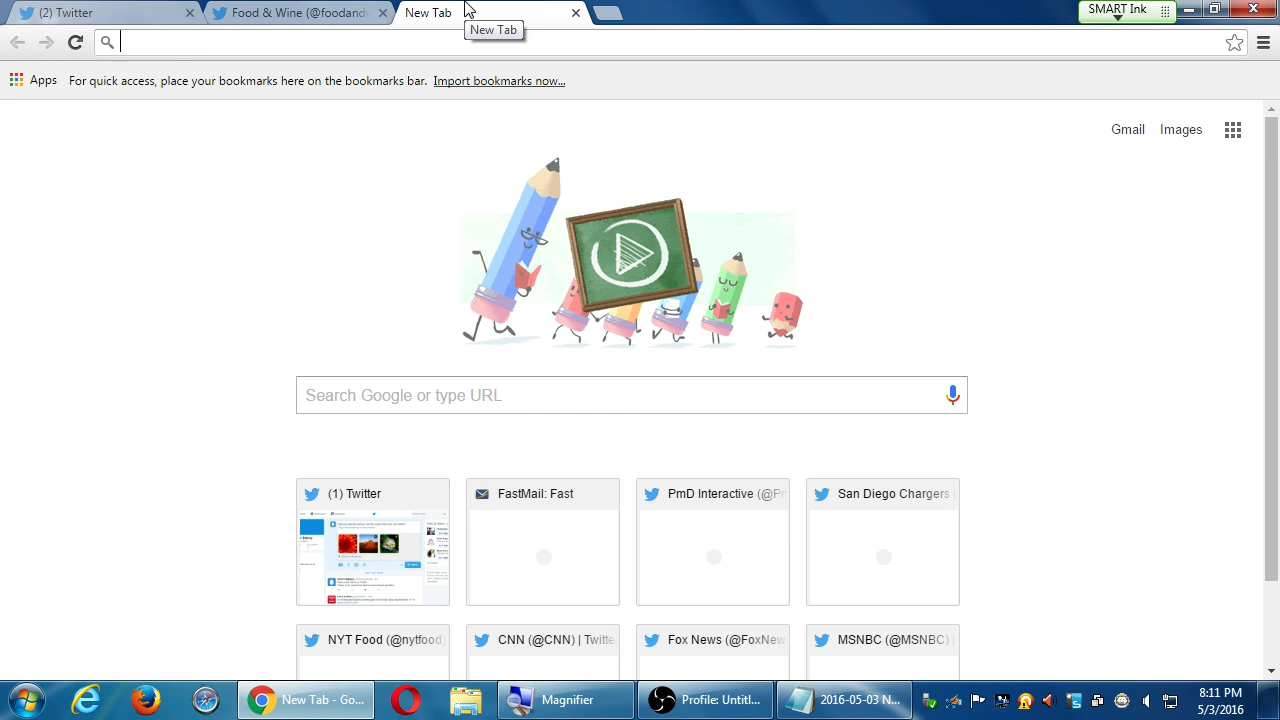 (2) Twitter
Food & Wine (@foodand
New Tab
SMART Ink
New Tab
Apps
For quick access, place your bookmarks here on the bookmarks bar. Import bookmarks now...
Gmail
Images
Search Google or type URL
(1) Twitter
FastMail: Fast
PmD Interactive (@P
San Diego Chargers
NYT Food (@nytfood)
CNN (@CNN) | Twitte
Fox News (@FoxNew
MSNBC (@MSNBC) |
New Tab - Go...
Magnifier
Profile: Untitl...
2016-05-03 N...
8:11 PM
5/3/2016